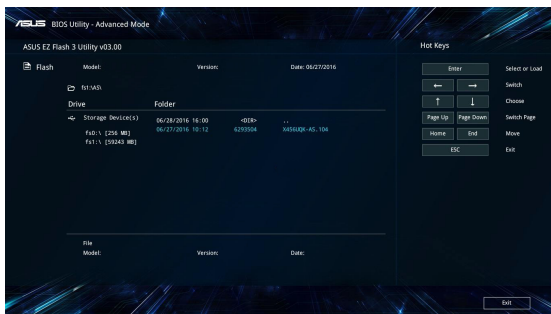 ASUS BIOS Utility - Advanced Mode
ASUS EZ Flash 3 Utility v03.00
Hot Keys
Flash
Model: Version: Date: 06/27/2016
fs1:\AS\
Drive Folder
Storage Device(s)
fs0:\ [256 MB]
fs1:\ [59243 MB]
06/28/2016 16:00 <DIR> ..
06/27/2016 10:12 6293504 X456UQK-AS.104
File
Model: Version: Date:
Enter Select or Load
← → Switch
↑ ↓ Choose
Page Up Page Down Switch Page
Home End Move
ESC Exit
Exit